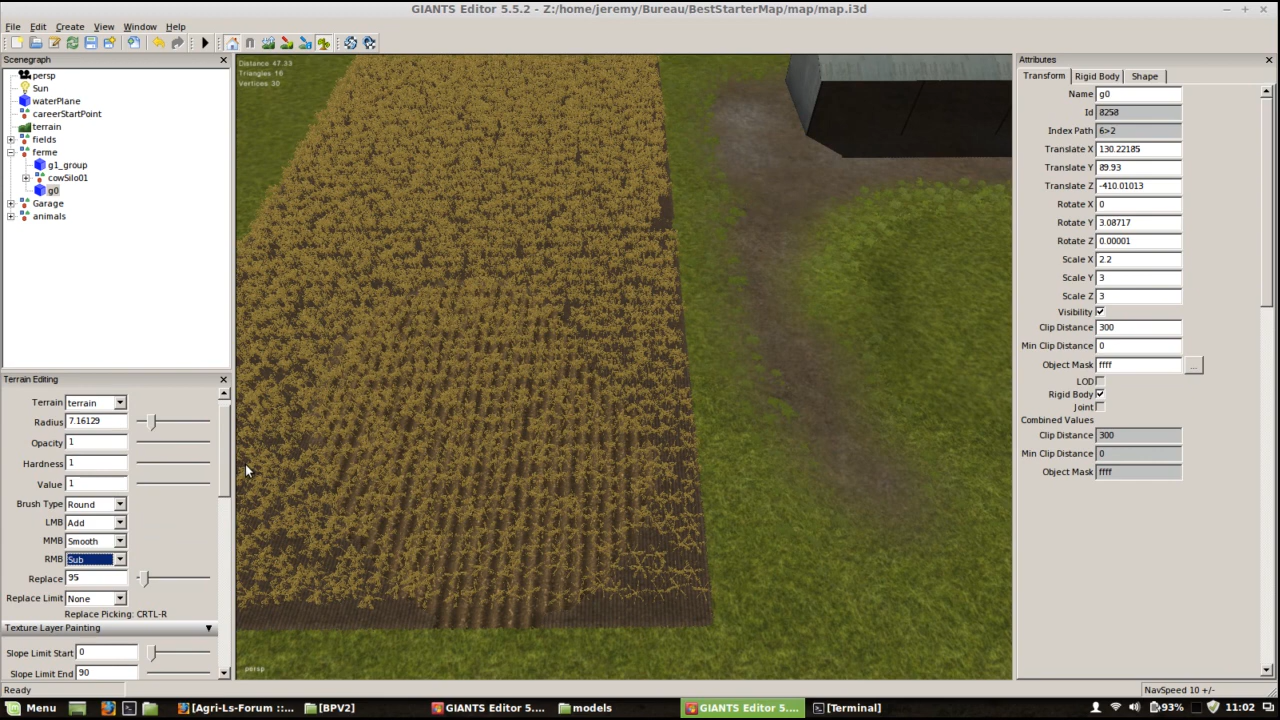 GIANTS Editor 5.5.2 - Z:/home/jeremy/Bureau/BestStarterMap/map/map.i3d
File Edit Create View Window Help
Scenegraph
persp
Sun
waterPlane
careerStartPoint
terrain
fields
ferme
g1_group
cowSilo01
g0
Garage
animals
Terrain Editing
Terrain terrain
Radius 7.16129
Opacity 1
Hardness 1
Value 1
Brush Type Round
LMB Add
MMB Smooth
RMB Sub
Replace 95
Replace Limit None
Replace Picking: CRTL-R
Texture Layer Painting
Slope Limit Start 0
Slope Limit End 90
Ready
Distance 47.33
Triangles 16
Vertices 30
persp
Attributes
Transform Rigid Body Shape
Name g0
Id 8258
Index Path 6>2
Translate X 130.22185
Translate Y 89.93
Translate Z -410.01013
Rotate X 0
Rotate Y 3.08717
Rotate Z 0.00001
Scale X 2.2
Scale Y 3
Scale Z 3
Visibility
Clip Distance 300
Min Clip Distance 0
Object Mask ffff ...
LOD
Rigid Body
Joint
Combined Values
Clip Distance 300
Min Clip Distance 0
Object Mask ffff
NavSpeed 10 +/-
Menu [Agri-Ls-Forum ::... [BPV2] GIANTS Editor 5.... models GIANTS Editor 5.... [Terminal] 93% 11:02